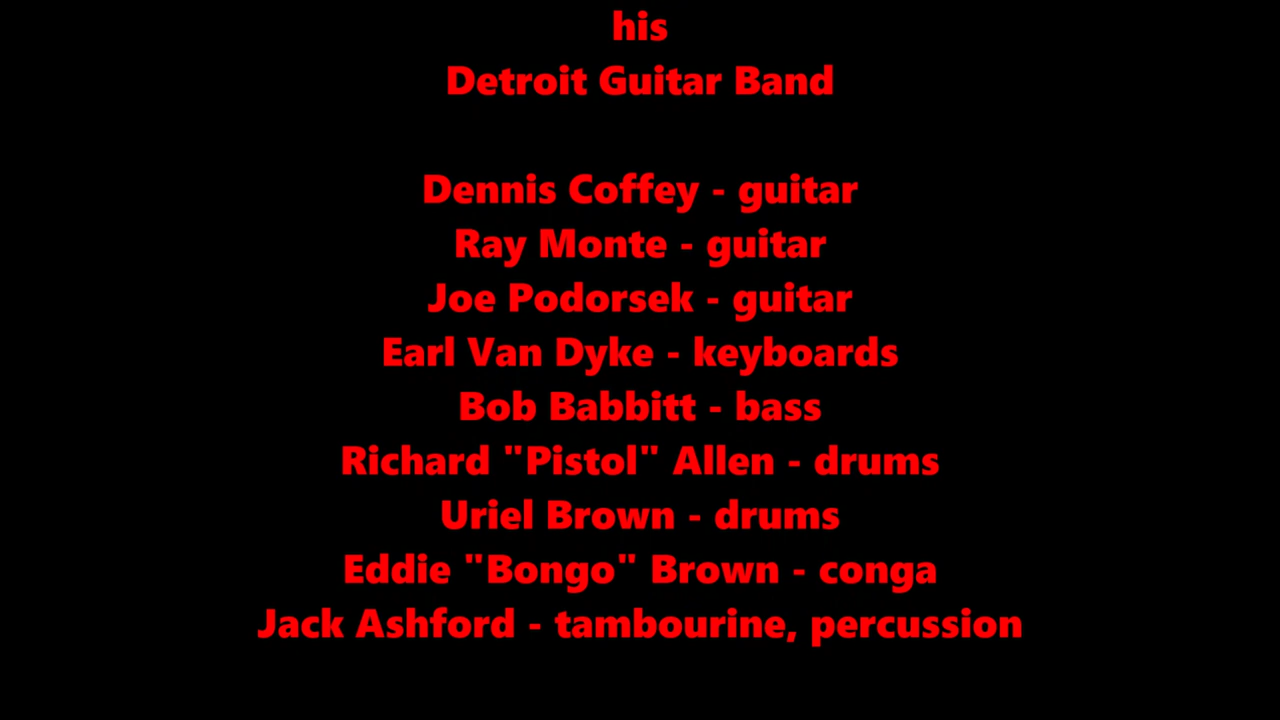 his
Detroit Guitar Band
Dennis Coffey - guitar
Ray Monte - guitar
Joe Podorsek - guitar
Earl Van Dyke - keyboards
Bob Babbitt - bass
Richard "Pistol" Allen - drums
Uriel Brown - drums
Eddie "Bongo" Brown - conga
Jack Ashford - tambourine, percussion